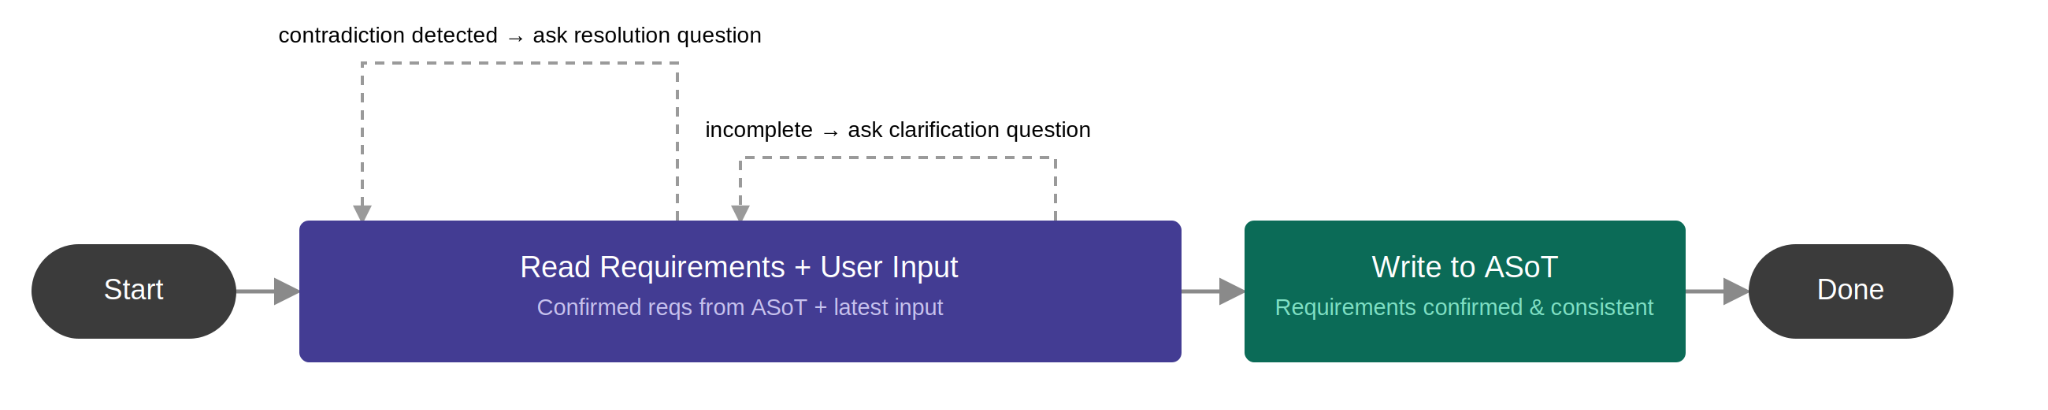 contradiction detected → ask resolution question
incomplete → ask clarification question
Start
Read Requirements + User Input
Confirmed reqs from ASoT + latest input
Write to ASoT
Requirements confirmed & consistent
Done